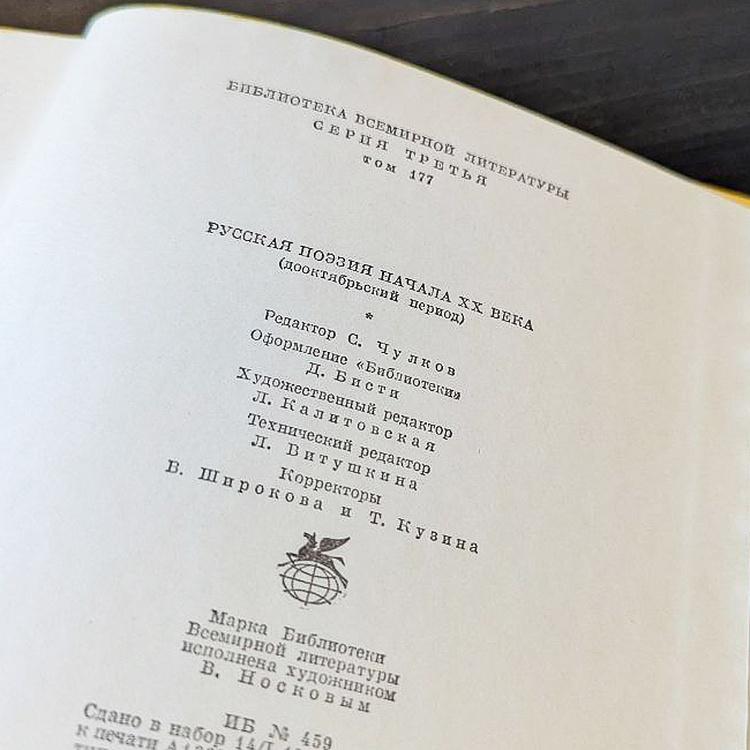 БИБЛИОТЕКА ВСЕМИРНОЙ ЛИТЕРАТУРЫ
СЕРИЯ ТРЕТЬЯ
том 177
РУССКАЯ ПОЭЗИЯ НАЧАЛА XX ВЕКА
(дооктябрьский период)
*
Редактор С. Чулков
Оформление «Библиотеки»
Д. Бисти
Художественный редактор
Л. Калитовская
Технический редактор
Л. Витушкина
Корректоры
В. Широкова и Т. Кузина
Марка Библиотеки
Всемирной литературы
исполнена художником
В. Носковым
ИБ № 459
Сдано в набор 14/I
к печати